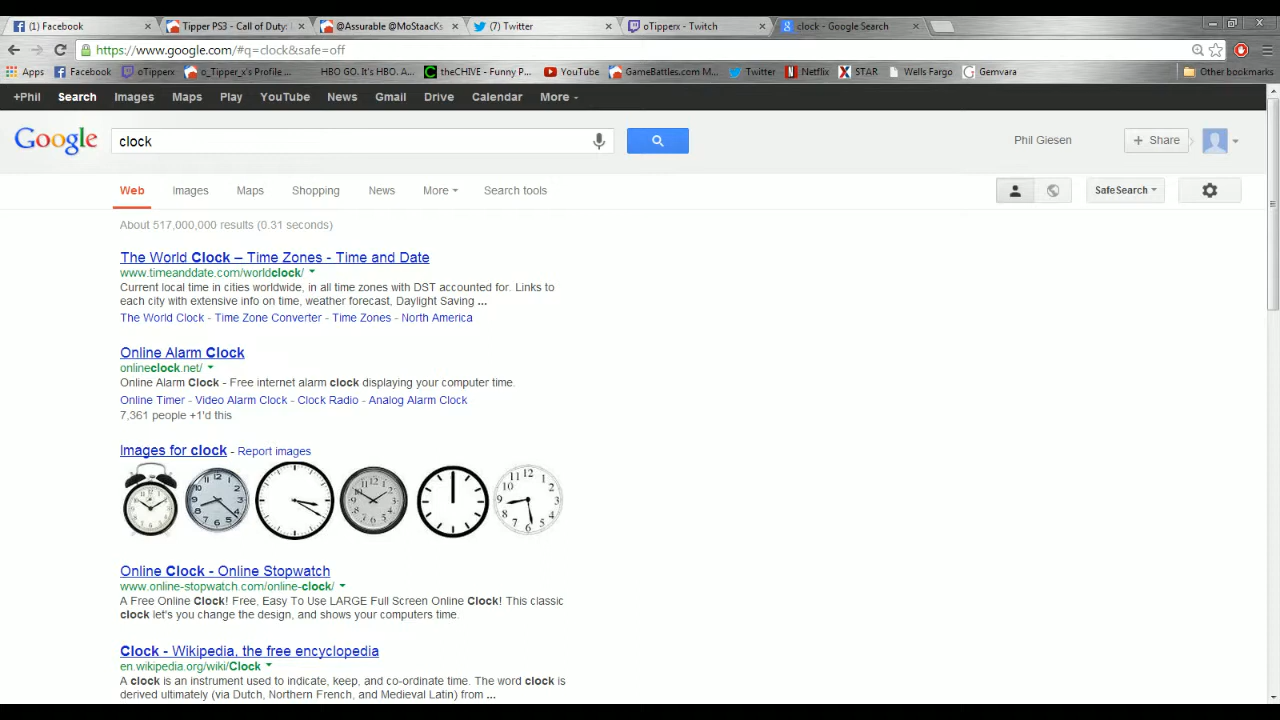 (1) Facebook
Tipper PS3 - Call of Duty:
@Assurable @MoStaacKs
(7) Twitter
oTipperx - Twitch
clock - Google Search
https://www.google.com/#q=clock&safe=off
Apps
Facebook
oTipperx
o_Tipper_x's Profile ...
HBO GO. It's HBO. A...
theCHIVE - Funny P...
YouTube
GameBattles.com M...
Twitter
Netflix
STAR
Wells Fargo
Gemvara
Other bookmarks
+Phil Search Images Maps Play YouTube News Gmail Drive Calendar More
Google
clock
Phil Giesen
+ Share
Web Images Maps Shopping News More Search tools
SafeSearch
About 517,000,000 results (0.31 seconds)
The World Clock – Time Zones - Time and Date
www.timeanddate.com/worldclock/
Current local time in cities worldwide, in all time zones with DST accounted for. Links to
each city with extensive info on time, weather forecast, Daylight Saving ...
The World Clock - Time Zone Converter - Time Zones - North America
Online Alarm Clock
onlineclock.net/
Online Alarm Clock - Free internet alarm clock displaying your computer time.
Online Timer - Video Alarm Clock - Clock Radio - Analog Alarm Clock
7,361 people +1'd this
Images for clock - Report images
Online Clock - Online Stopwatch
www.online-stopwatch.com/online-clock/
A Free Online Clock! Free, Easy To Use LARGE Full Screen Online Clock! This classic
clock let's you change the design, and shows your computers time.
Clock - Wikipedia, the free encyclopedia
en.wikipedia.org/wiki/Clock
A clock is an instrument used to indicate, keep, and co-ordinate time. The word clock is
derived ultimately (via Dutch, Northern French, and Medieval Latin) from ...